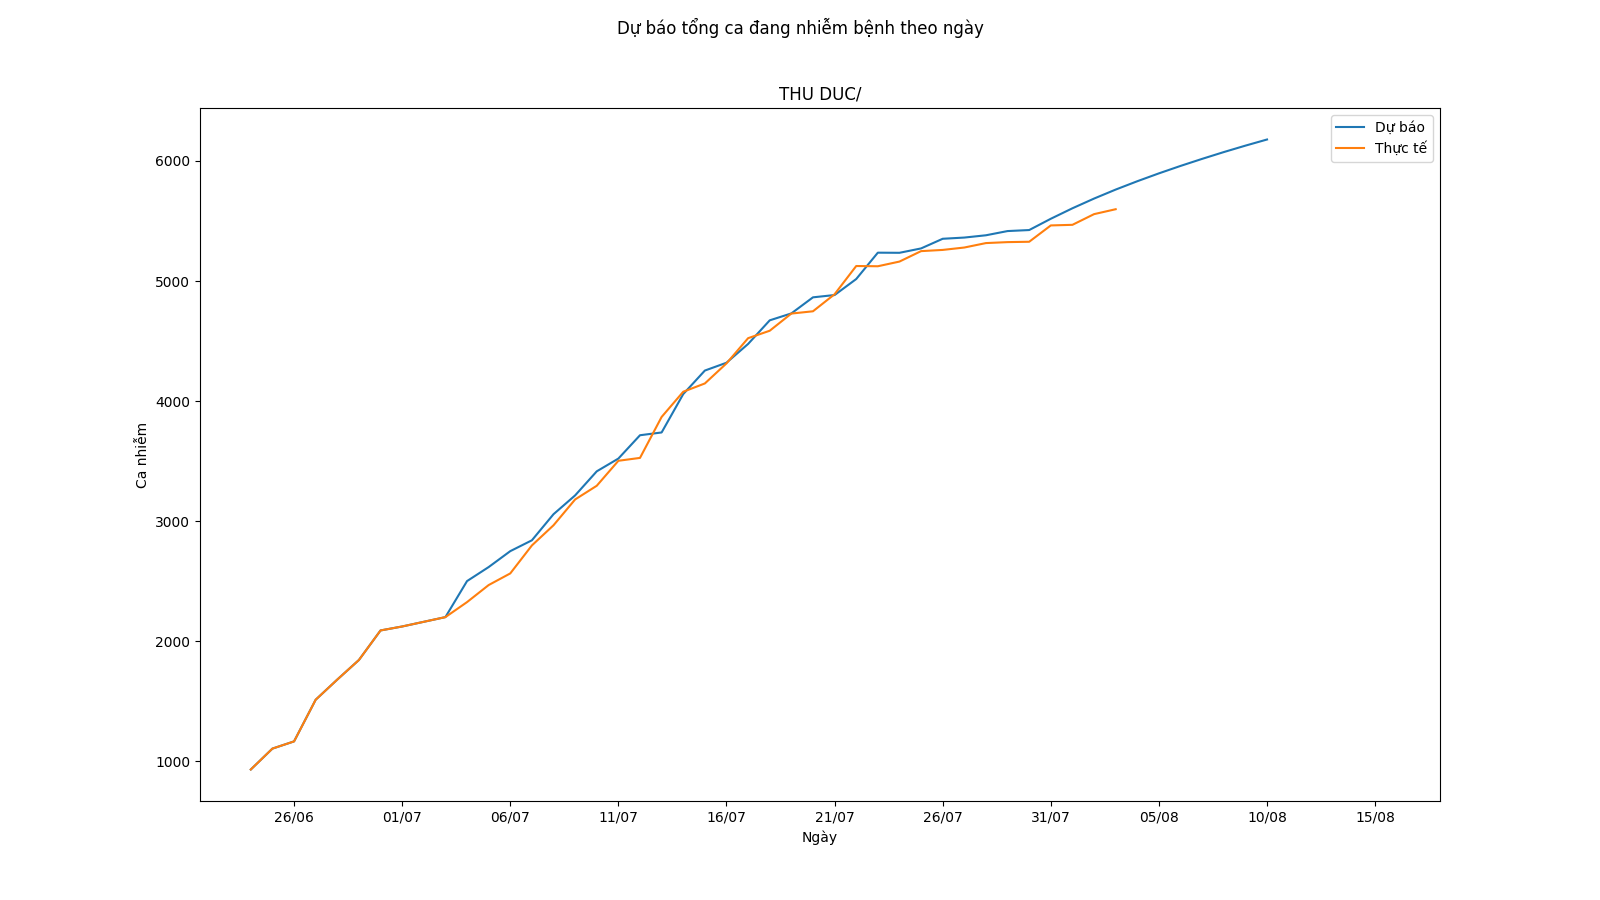 Dự báo tổng ca đang nhiễm bệnh theo ngày
THU DUC/
Dự báo
Thực tế
6000
5000
4000
3000
2000
1000
Ca nhiễm
26/06 01/07 06/07 11/07 16/07 21/07 26/07 31/07 05/08 10/08 15/08
Ngày